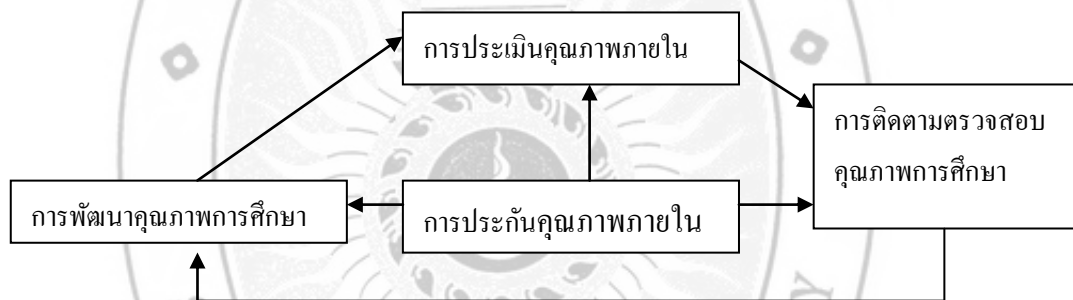 การประเมินคุณภาพภายใน
การติดตามตรวจสอบ
คุณภาพการศึกษา
การพัฒนาคุณภาพการศึกษา
การประกันคุณภาพภายใน